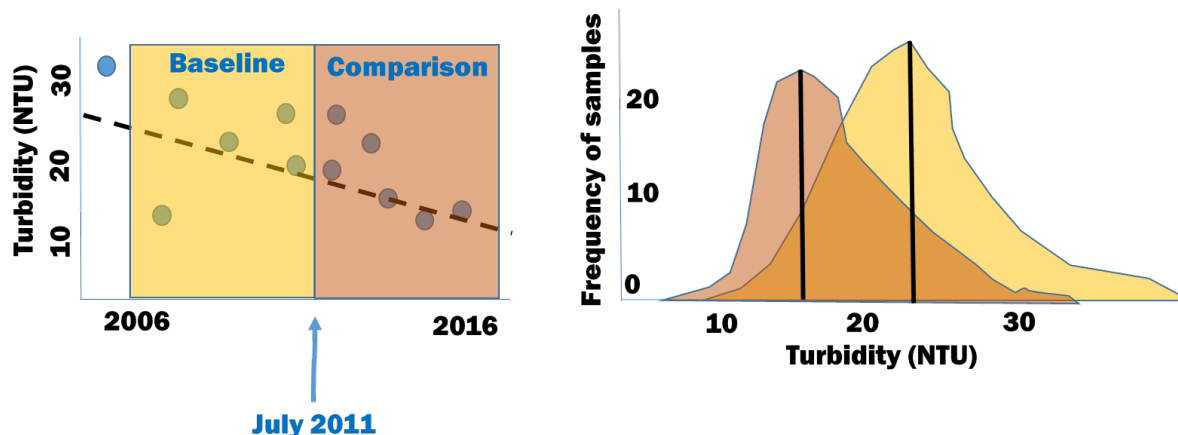 Turbidity (NTU)
30
20
10
Baseline
Comparison
2006
2016
July 2011
Frequency of samples
20
10
0
10
20
30
Turbidity (NTU)